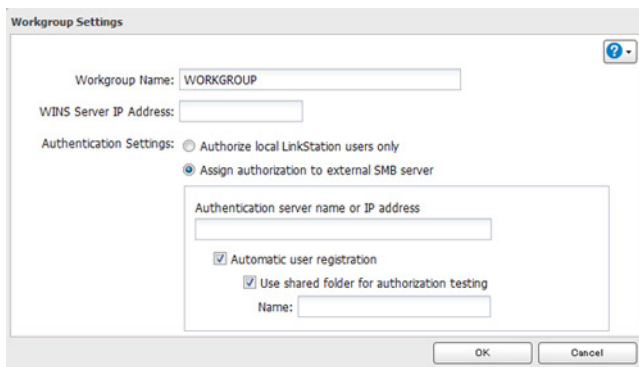 Workgroup Settings
?
Workgroup Name: WORKGROUP
WINS Server IP Address:
Authentication Settings: Authorize local LinkStation users only
Assign authorization to external SMB server
Authentication server name or IP address
Automatic user registration
Use shared folder for authorization testing
Name:
OK Cancel